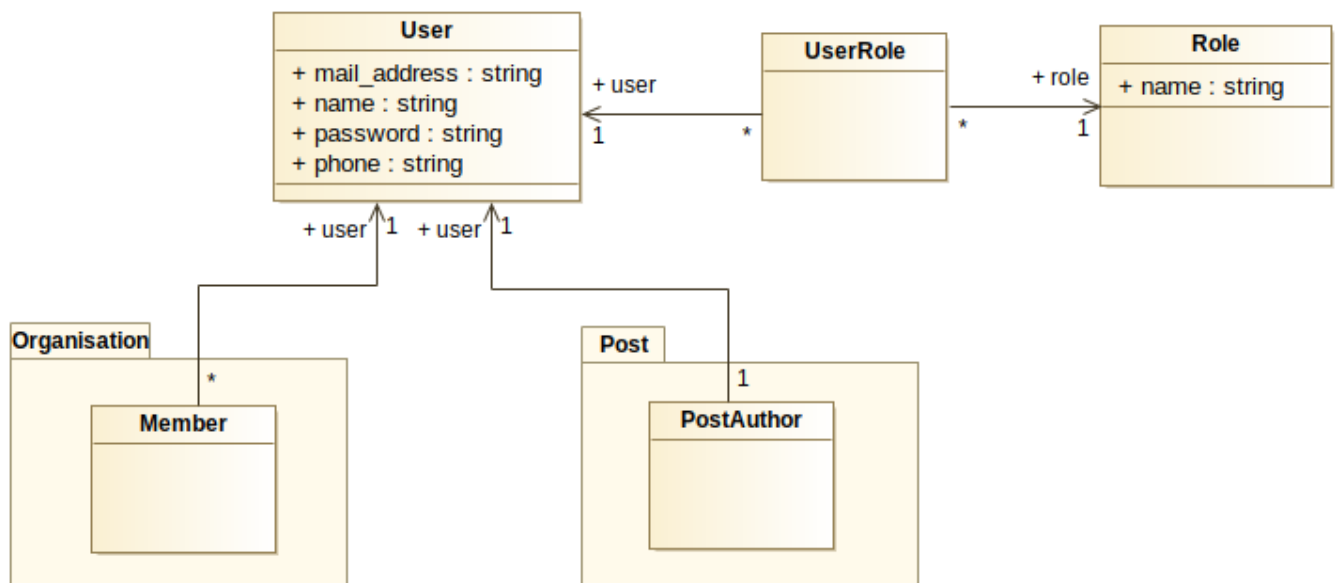 User
+ mail_address : string
+ name : string
+ password : string
+ phone : string
UserRole
Role
+ name : string
+ user
1
*
+ role
*
1
+ user
1
+ user
1
Organisation
*
Member
Post
1
PostAuthor